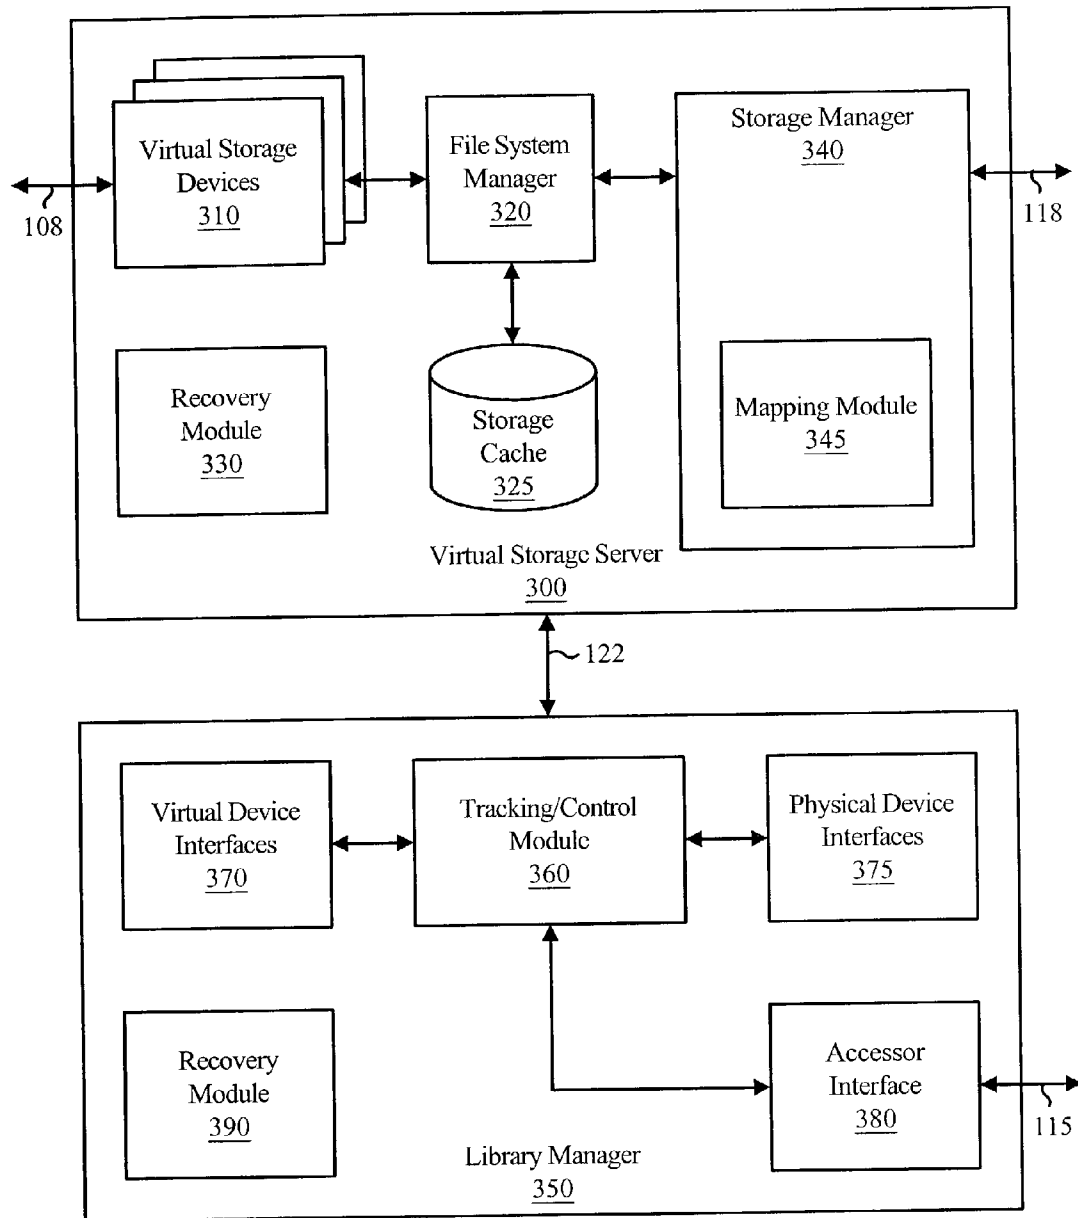 Virtual Storage
Devices
310
File System
Manager
320
Storage Manager
340
108
118
Recovery
Module
330
Storage
Cache
325
Mapping Module
345
Virtual Storage Server
300
122
Virtual Device
Interfaces
370
Tracking/Control
Module
360
Physical Device
Interfaces
375
Recovery
Module
390
Accessor
Interface
380
115
Library Manager
350